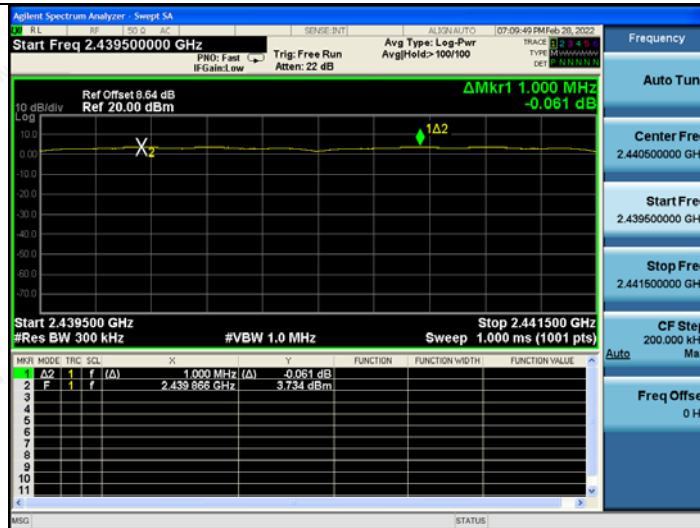 Agilent Spectrum Analyzer - Swept SA
RL RF 50 Ω AC SENSE:INT ALIGN AUTO 07:09:49 PM Feb 28, 2022
Start Freq 2.439500000 GHz
PNO: Fast
IFGain:Low
Trig: Free Run
Atten: 22 dB
Avg Type: Log-Pwr
Avg|Hold:>100/100
TRACE 1 2 3 4 5 6
TYPE MWWWWW
DET P N N N N N
Frequency
Auto Tun
Center Fre
2.440500000 GH
Start Fre
2.439500000 GH
Stop Fre
2.441500000 GH
CF Step
200.000 kH
Auto Ma
Freq Offse
0 H
Ref Offset 8.64 dB
10 dB/div Ref 20.00 dBm
ΔMkr1 1.000 MHz
-0.061 dB
Log
10.0
0.00
-10.0
-20.0
-30.0
-40.0
-50.0
-60.0
-70.0
X2
1Δ2
Start 2.439500 GHz Stop 2.441500 GHz
#Res BW 300 kHz #VBW 1.0 MHz Sweep 1.000 ms (1001 pts)
MKR MODE TRC SCL X Y FUNCTION FUNCTION WIDTH FUNCTION VALUE
1 Δ2 1 f (Δ) 1.000 MHz (Δ) -0.061 dB
2 F 1 f 2.439 866 GHz 3.734 dBm
3
4
5
6
7
8
9
10
11
MSG STATUS